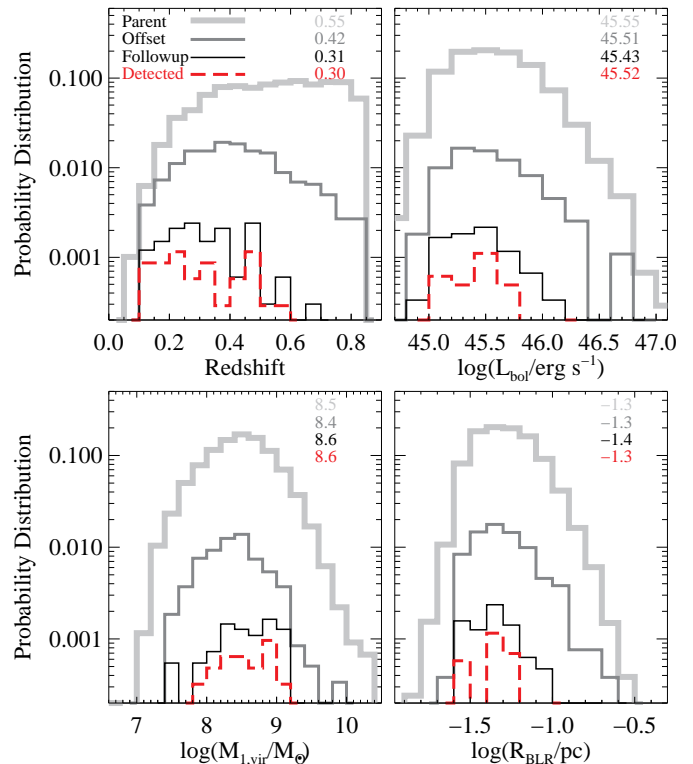 Parent 0.55
Offset 0.42
Followup 0.31
Detected 0.30
45.55
45.51
45.43
45.52
0.100
0.010
0.001
Probability Distribution
0.0 0.2 0.4 0.6 0.8
Redshift
45.0 45.5 46.0 46.5 47.0
log(L_bol/erg s⁻¹)
8.5
8.4
8.6
8.6
−1.3
−1.3
−1.4
−1.3
0.100
0.010
0.001
Probability Distribution
7 8 9 10
log(M_1,vir/M_⊙)
−1.5 −1.0 −0.5
log(R_BLR/pc)